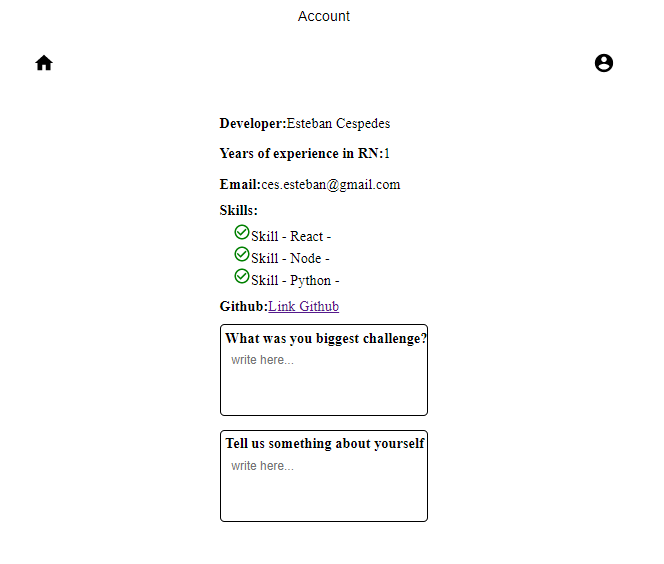 Account
Developer:Esteban Cespedes
Years of experience in RN:1
Email:ces.esteban@gmail.com
Skills:
Skill - React -
Skill - Node -
Skill - Python -
Github:Link Github
What was you biggest challenge?
write here...
Tell us something about yourself
write here...